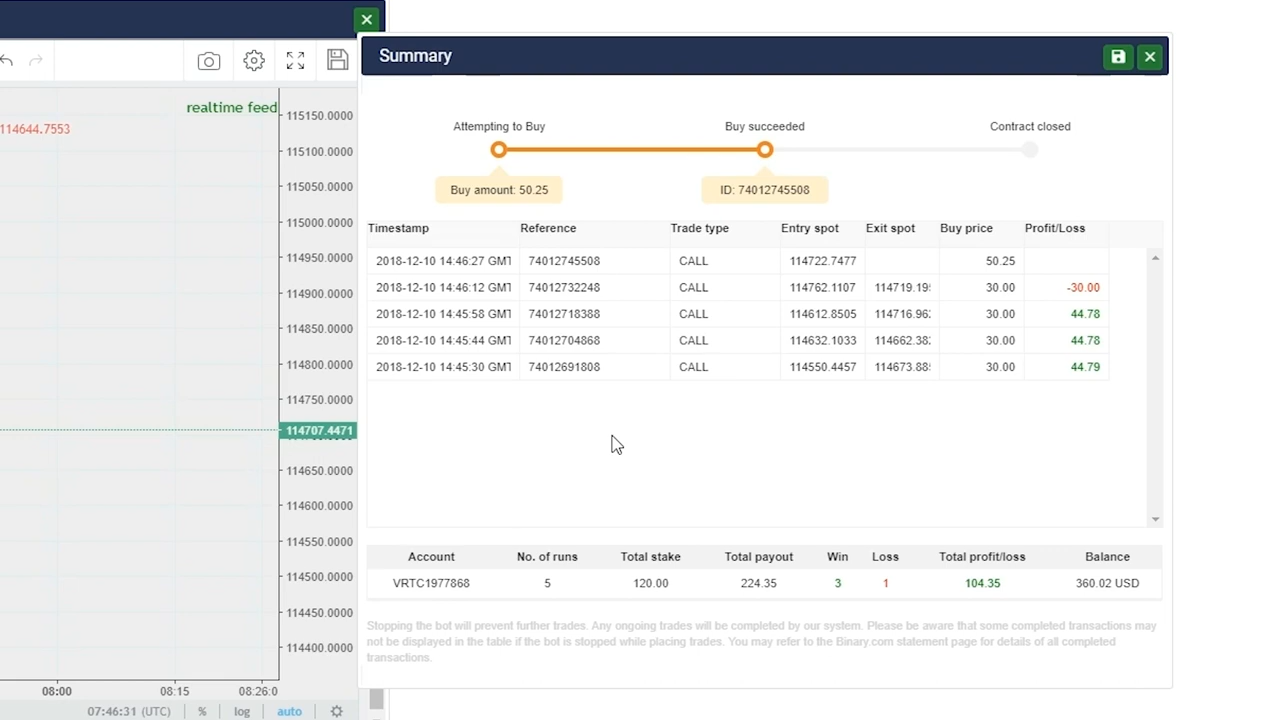 Summary
realtime feed
114644.7553
115150.0000
115100.0000
115050.0000
115000.0000
114950.0000
114900.0000
114850.0000
114800.0000
114750.0000
114707.4471
114650.0000
114600.0000
114550.0000
114500.0000
114450.0000
114400.0000
08:00 08:15 08:26:0
07:46:31 (UTC) % log auto
Attempting to Buy Buy succeeded Contract closed
Buy amount: 50.25 ID: 74012745508
Timestamp Reference Trade type Entry spot Exit spot Buy price Profit/Loss
2018-12-10 14:46:27 GMT 74012745508 CALL 114722.7477 50.25
2018-12-10 14:46:12 GMT 74012732248 CALL 114762.1107 114719.19 30.00 -30.00
2018-12-10 14:45:58 GMT 74012718388 CALL 114612.8505 114716.96 30.00 44.78
2018-12-10 14:45:44 GMT 74012704868 CALL 114632.1033 114662.38 30.00 44.78
2018-12-10 14:45:30 GMT 74012691808 CALL 114550.4457 114673.88 30.00 44.79
Account No. of runs Total stake Total payout Win Loss Total profit/loss Balance
VRTC1977868 5 120.00 224.35 3 1 104.35 360.02 USD
Stopping the bot will prevent further trades. Any ongoing trades will be completed by our system. Please be aware that some completed transactions may
not be displayed in the table if the bot is stopped while placing trades. You may refer to the Binary.com statement page for details of all completed
transactions.